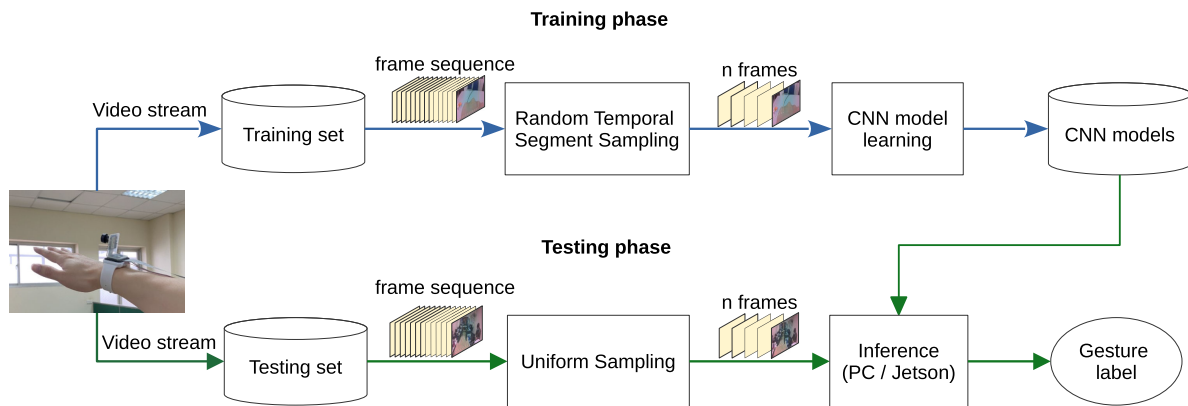 Training phase
Video stream
Training set
frame sequence
Random Temporal
Segment Sampling
n frames
CNN model
learning
CNN models
Testing phase
Video stream
Testing set
frame sequence
Uniform Sampling
n frames
Inference
(PC / Jetson)
Gesture
label